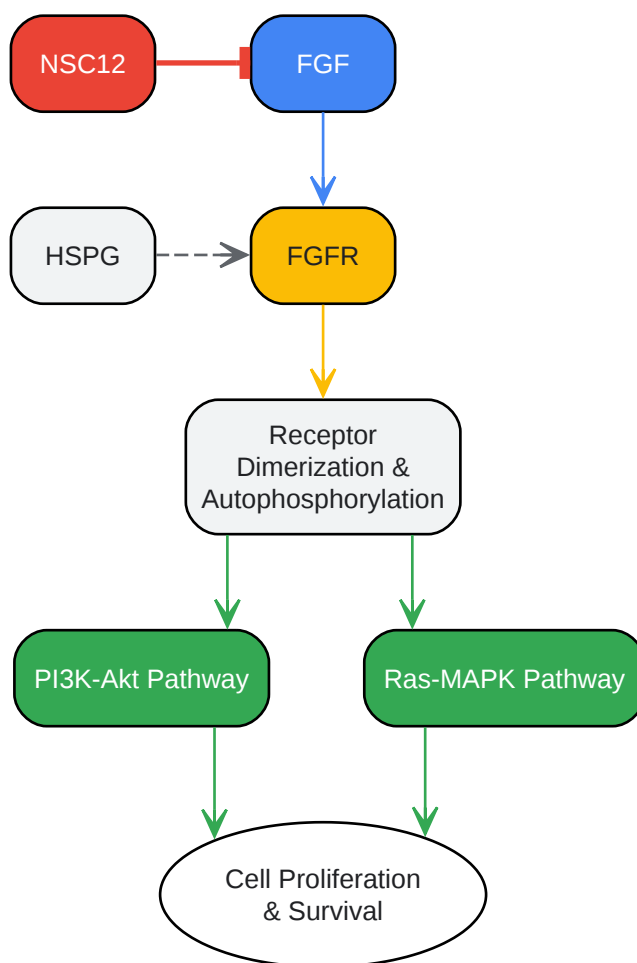 NSC12
FGF
HSPG
FGFR
Receptor
Dimerization &
Autophosphorylation
PI3K-Akt Pathway
Ras-MAPK Pathway
Cell Proliferation
& Survival